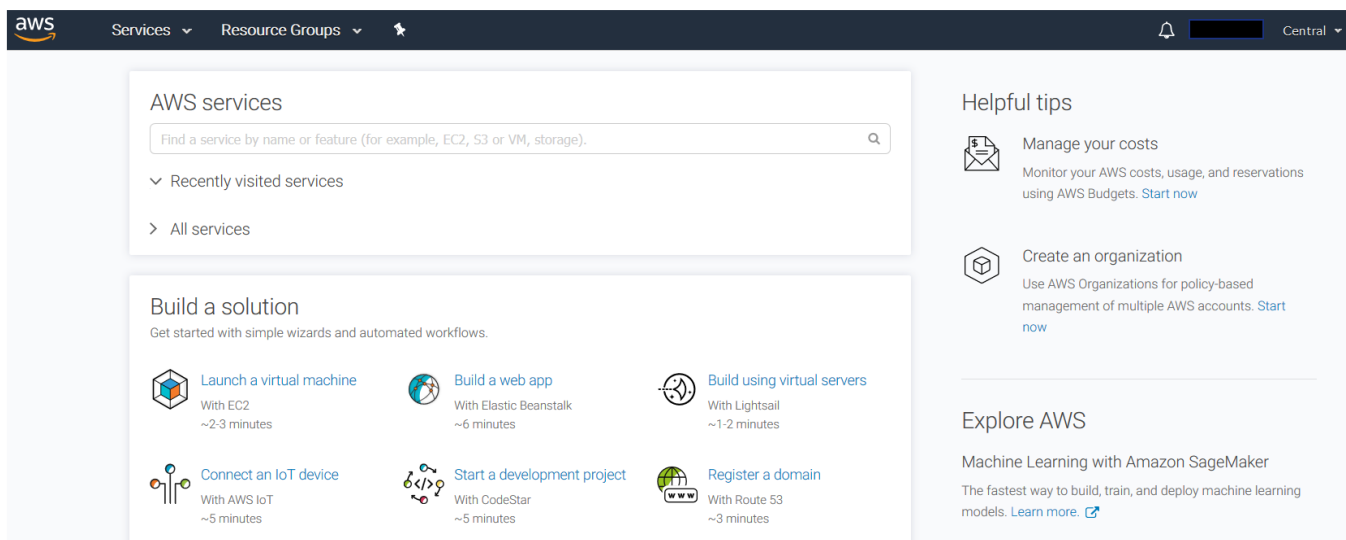 aws
Services
Resource Groups
Central
AWS services
Find a service by name or feature (for example, EC2, S3 or VM, storage).
Recently visited services
All services
Build a solution
Get started with simple wizards and automated workflows.
Launch a virtual machine
With EC2
~2-3 minutes
Build a web app
With Elastic Beanstalk
~6 minutes
Build using virtual servers
With Lightsail
~1-2 minutes
Connect an IoT device
With AWS IoT
~5 minutes
Start a development project
With CodeStar
~5 minutes
Register a domain
With Route 53
~3 minutes
www
Helpful tips
Manage your costs
Monitor your AWS costs, usage, and reservations
using AWS Budgets. Start now
Create an organization
Use AWS Organizations for policy-based
management of multiple AWS accounts. Start
now
Explore AWS
Machine Learning with Amazon SageMaker
The fastest way to build, train, and deploy machine learning
models. Learn more.